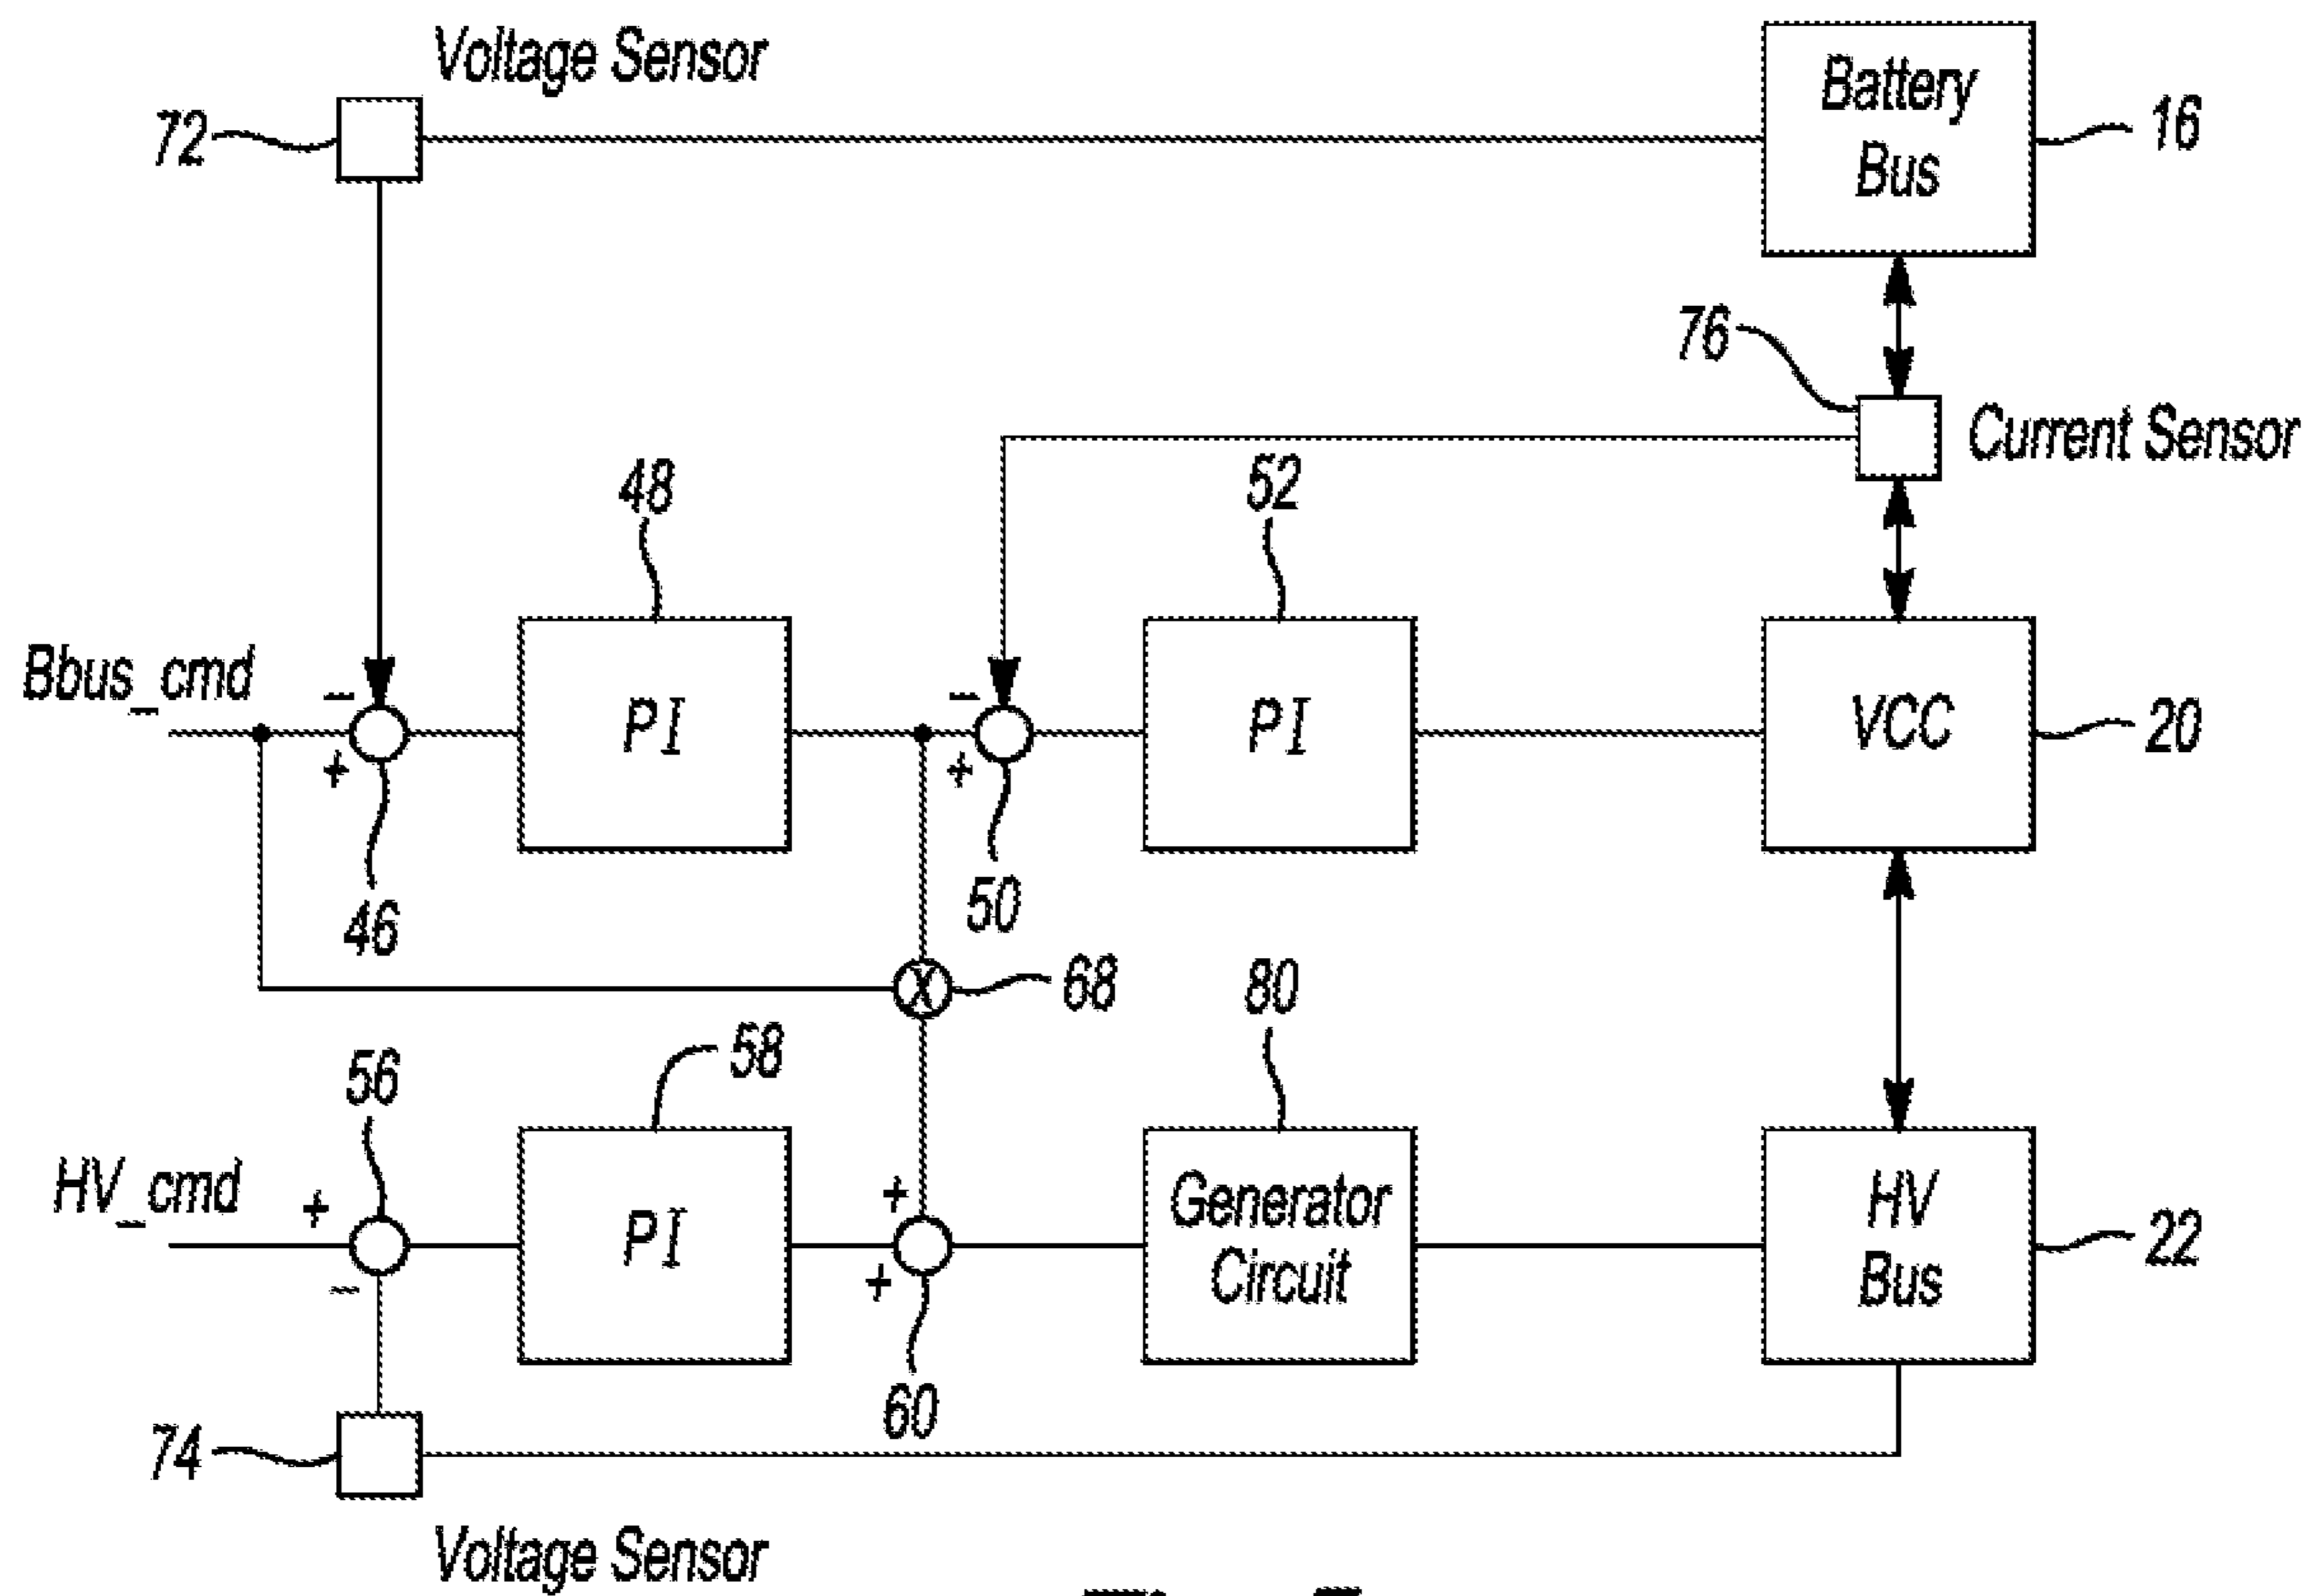 Voltage Sensor
72
Battery
Bus
16
76
Current Sensor
48
52
Bbus_cmd
−
+
PI
−
+
PI
VCC
20
46
50
68
80
58
56
HV_cmd
+
−
PI
+
+
Generator
Circuit
HV
Bus
22
60
74
Voltage Sensor